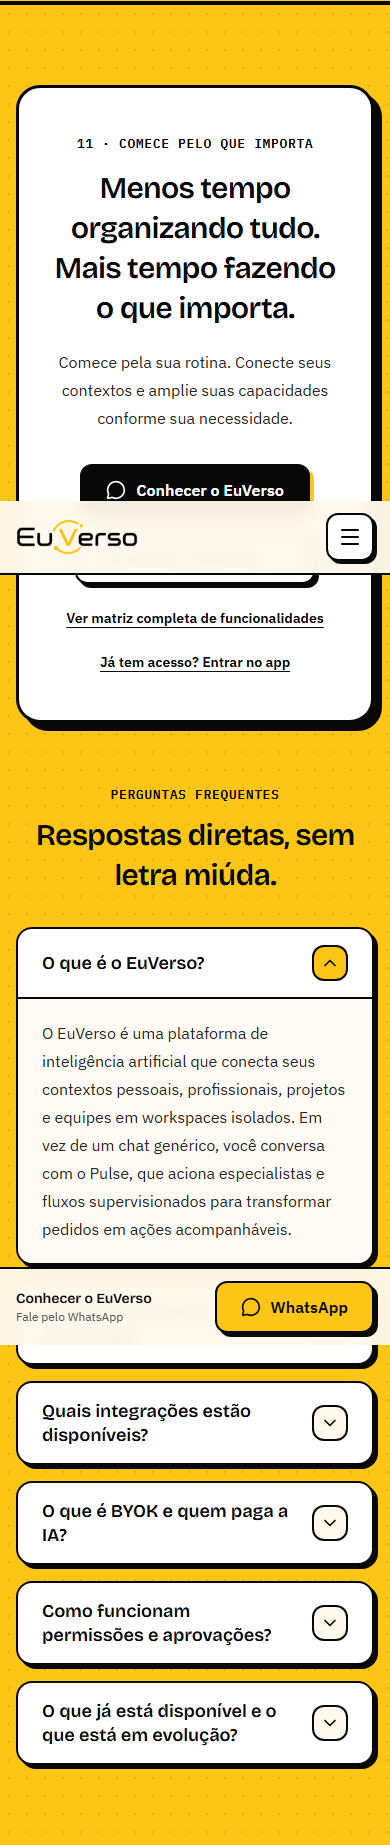 11 · COMECE PELO QUE IMPORTA
Menos tempo
organizando tudo.
Mais tempo fazendo
o que importa.
Comece pela sua rotina. Conecte seus
contextos e amplie suas capacidades
conforme sua necessidade.
Conhecer o EuVerso
EuVerso
Ver matriz completa de funcionalidades
Já tem acesso? Entrar no app
PERGUNTAS FREQUENTES
Respostas diretas, sem
letra miúda.
O que é o EuVerso?
O EuVerso é uma plataforma de
inteligência artificial que conecta seus
contextos pessoais, profissionais, projetos
e equipes em workspaces isolados. Em
vez de um chat genérico, você conversa
com o Pulse, que aciona especialistas e
fluxos supervisionados para transformar
pedidos em ações acompanháveis.
Conhecer o EuVerso
Fale pelo WhatsApp
WhatsApp
Quais integrações estão
disponíveis?
O que é BYOK e quem paga a
IA?
Como funcionam
permissões e aprovações?
O que já está disponível e o
que está em evolução?